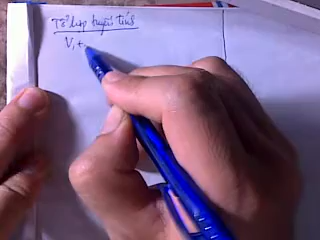 Tổ hợp tuyến tính
V₁ +